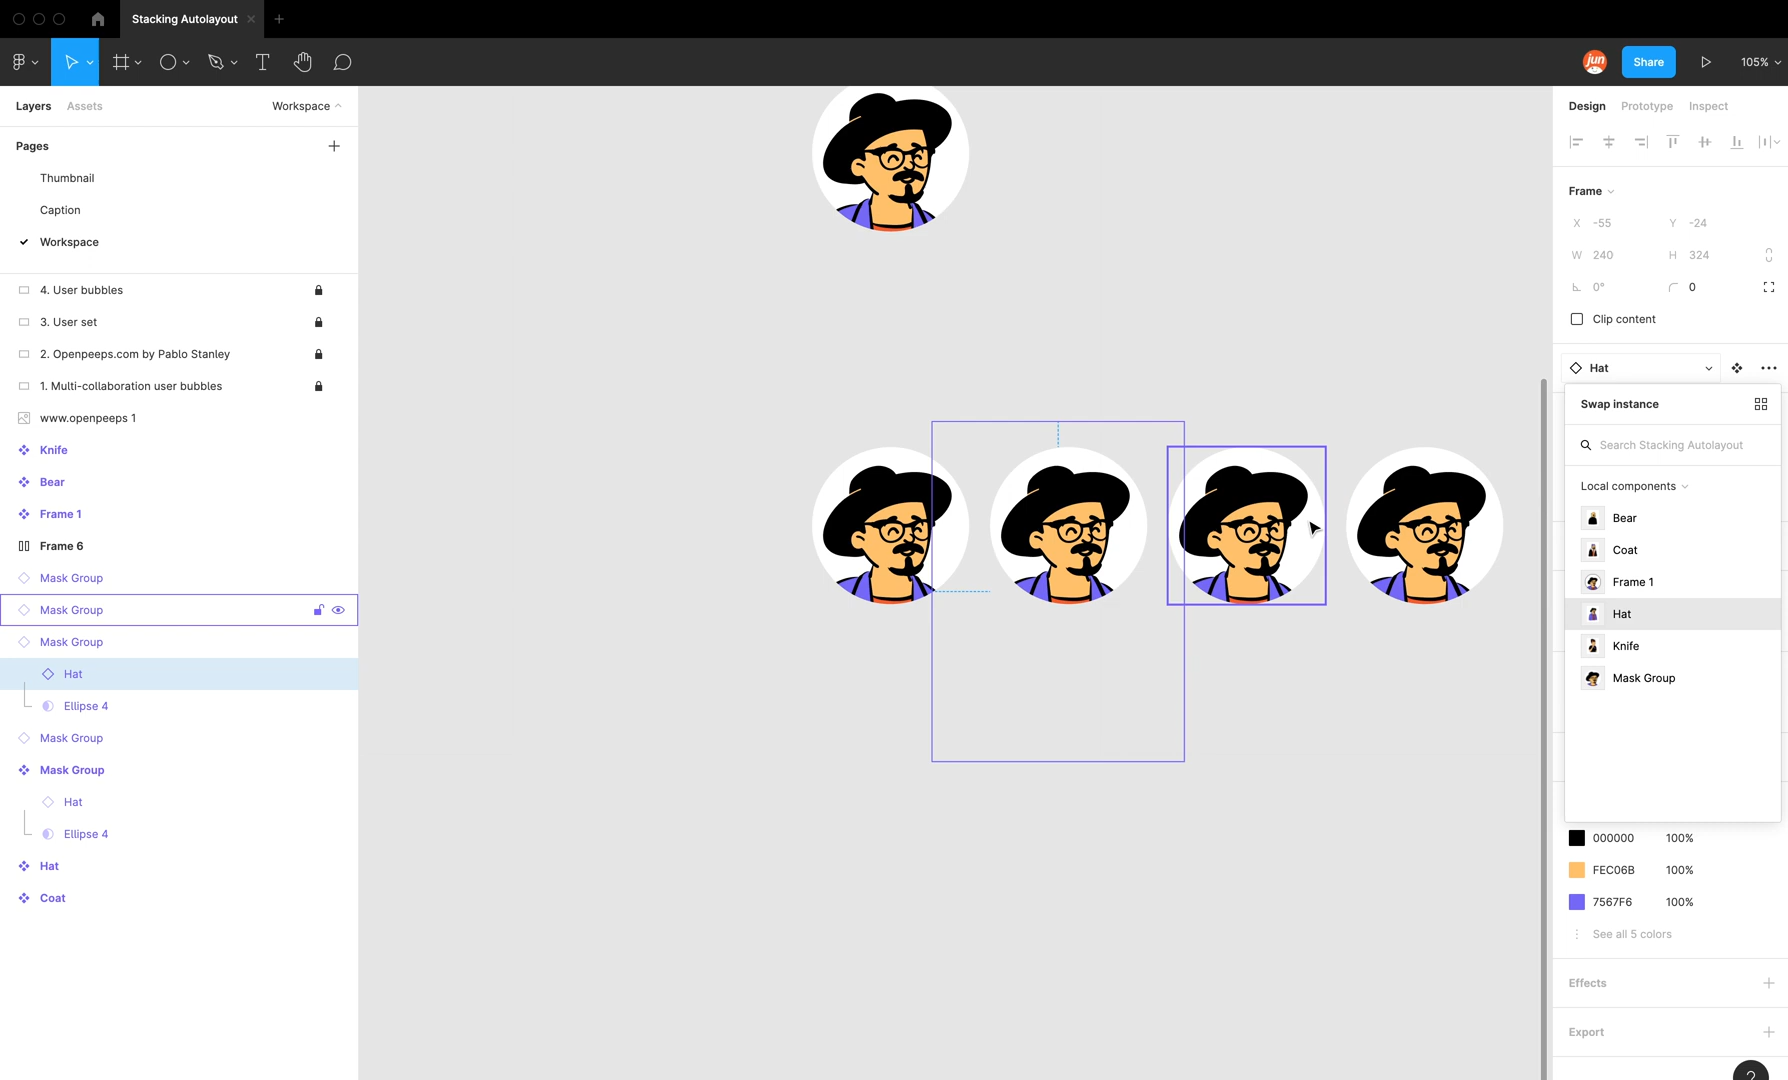 Stacking Autolayout
jun
Share
105%
Layers
Assets
Workspace
Pages
Thumbnail
Caption
Workspace
4. User bubbles
3. User set
2. Openpeeps.com by Pablo Stanley
1. Multi-collaboration user bubbles
www.openpeeps 1
Knife
Bear
Frame 1
Frame 6
Mask Group
Mask Group
Mask Group
Hat
Ellipse 4
Mask Group
Mask Group
Hat
Ellipse 4
Hat
Coat
Design
Prototype
Inspect
Frame
X -55
Y -24
W 240
H 324
0°
0
Clip content
Hat
Swap instance
Search Stacking Autolayout
Local components
Bear
Coat
Frame 1
Hat
Knife
Mask Group
000000 100%
FEC06B 100%
7567F6 100%
See all 5 colors
Effects
Export
?